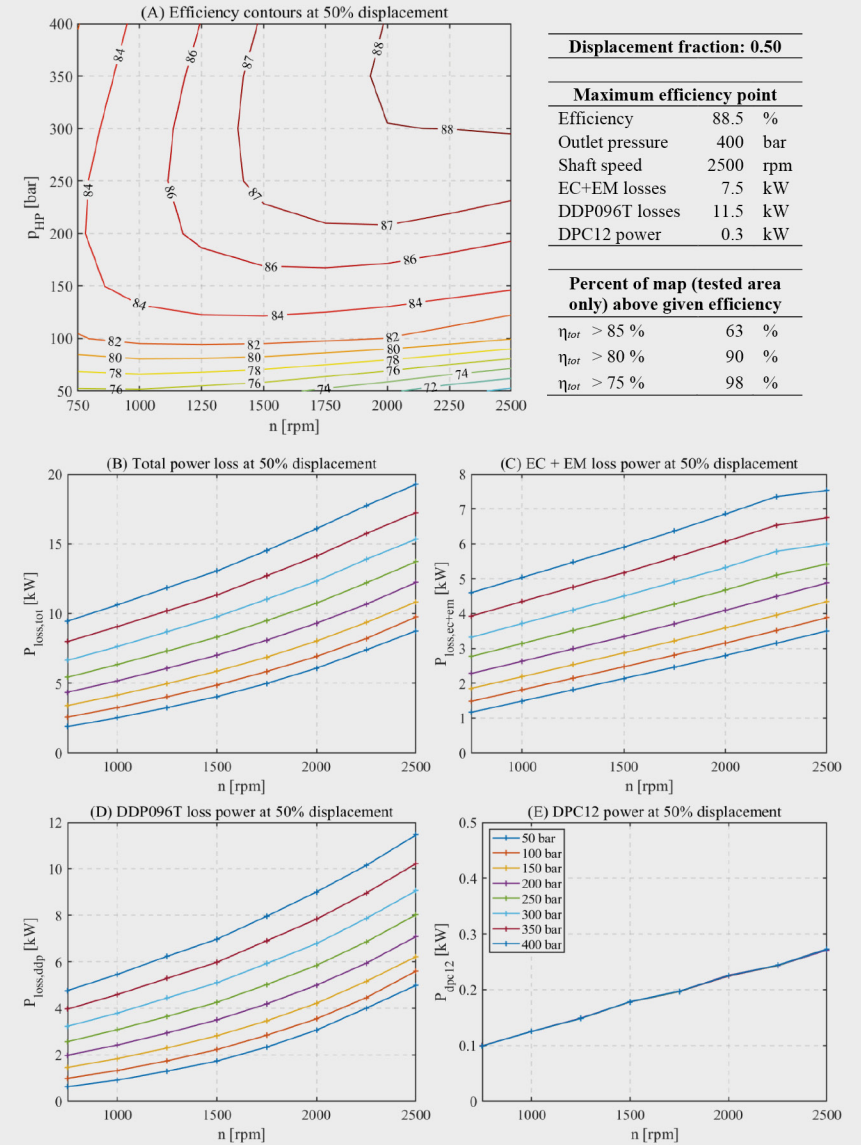 (A) Efficiency contours at 50% displacement
400
350
300
250
200
150
100
50
p_HP [bar]
84
86
87
88
88
84
86
87
87
86
86
84
84
84
82
82
82
80
80
80
78
78
78
76
76
76
74
74
72
750 1000 1250 1500 1750 2000 2250 2500
n [rpm]
Displacement fraction: 0.50
Maximum efficiency point
Efficiency 88.5 %
Outlet pressure 400 bar
Shaft speed 2500 rpm
EC+EM losses 7.5 kW
DDP096T losses 11.5 kW
DPC12 power 0.3 kW
Percent of map (tested area
only) above given efficiency
η_tot > 85 % 63 %
η_tot > 80 % 90 %
η_tot > 75 % 98 %
(B) Total power loss at 50% displacement
20
15
10
5
0
P_loss,tot [kW]
1000 1500 2000 2500
n [rpm]
(C) EC + EM loss power at 50% displacement
8
7
6
5
4
3
2
1
0
P_loss,ec+em [kW]
1000 1500 2000 2500
n [rpm]
(D) DDP096T loss power at 50% displacement
12
10
8
6
4
2
0
P_loss,ddp [kW]
1000 1500 2000 2500
n [rpm]
(E) DPC12 power at 50% displacement
0.5
0.4
0.3
0.2
0.1
0
P_dpc12 [kW]
50 bar
100 bar
150 bar
200 bar
250 bar
300 bar
350 bar
400 bar
1000 1500 2000 2500
n [rpm]